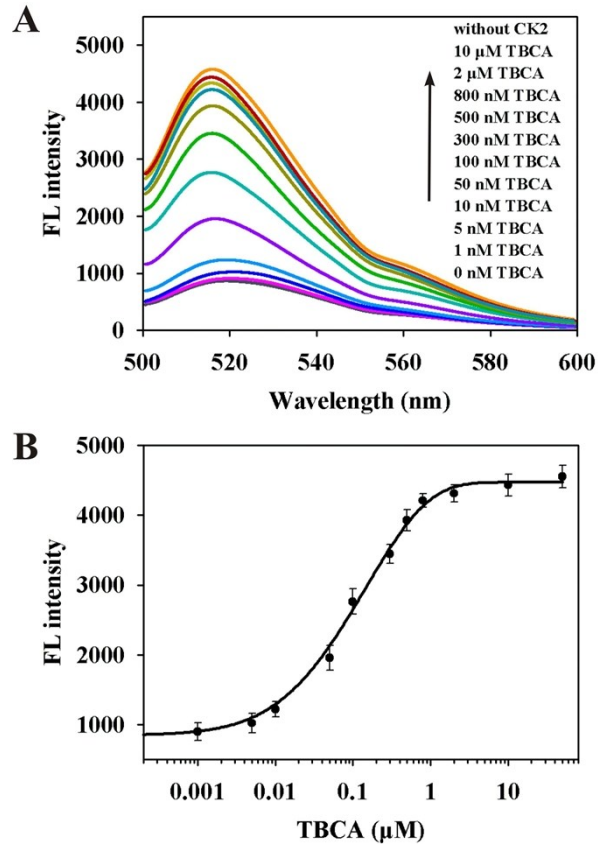 A
without CK2
10 μM TBCA
2 μM TBCA
800 nM TBCA
500 nM TBCA
300 nM TBCA
100 nM TBCA
50 nM TBCA
10 nM TBCA
5 nM TBCA
1 nM TBCA
0 nM TBCA
5000
4000
3000
2000
1000
0
FL intensity
500 520 540 560 580 600
Wavelength (nm)
B
5000
4000
3000
2000
1000
FL intensity
0.001 0.01 0.1 1 10
TBCA (μM)